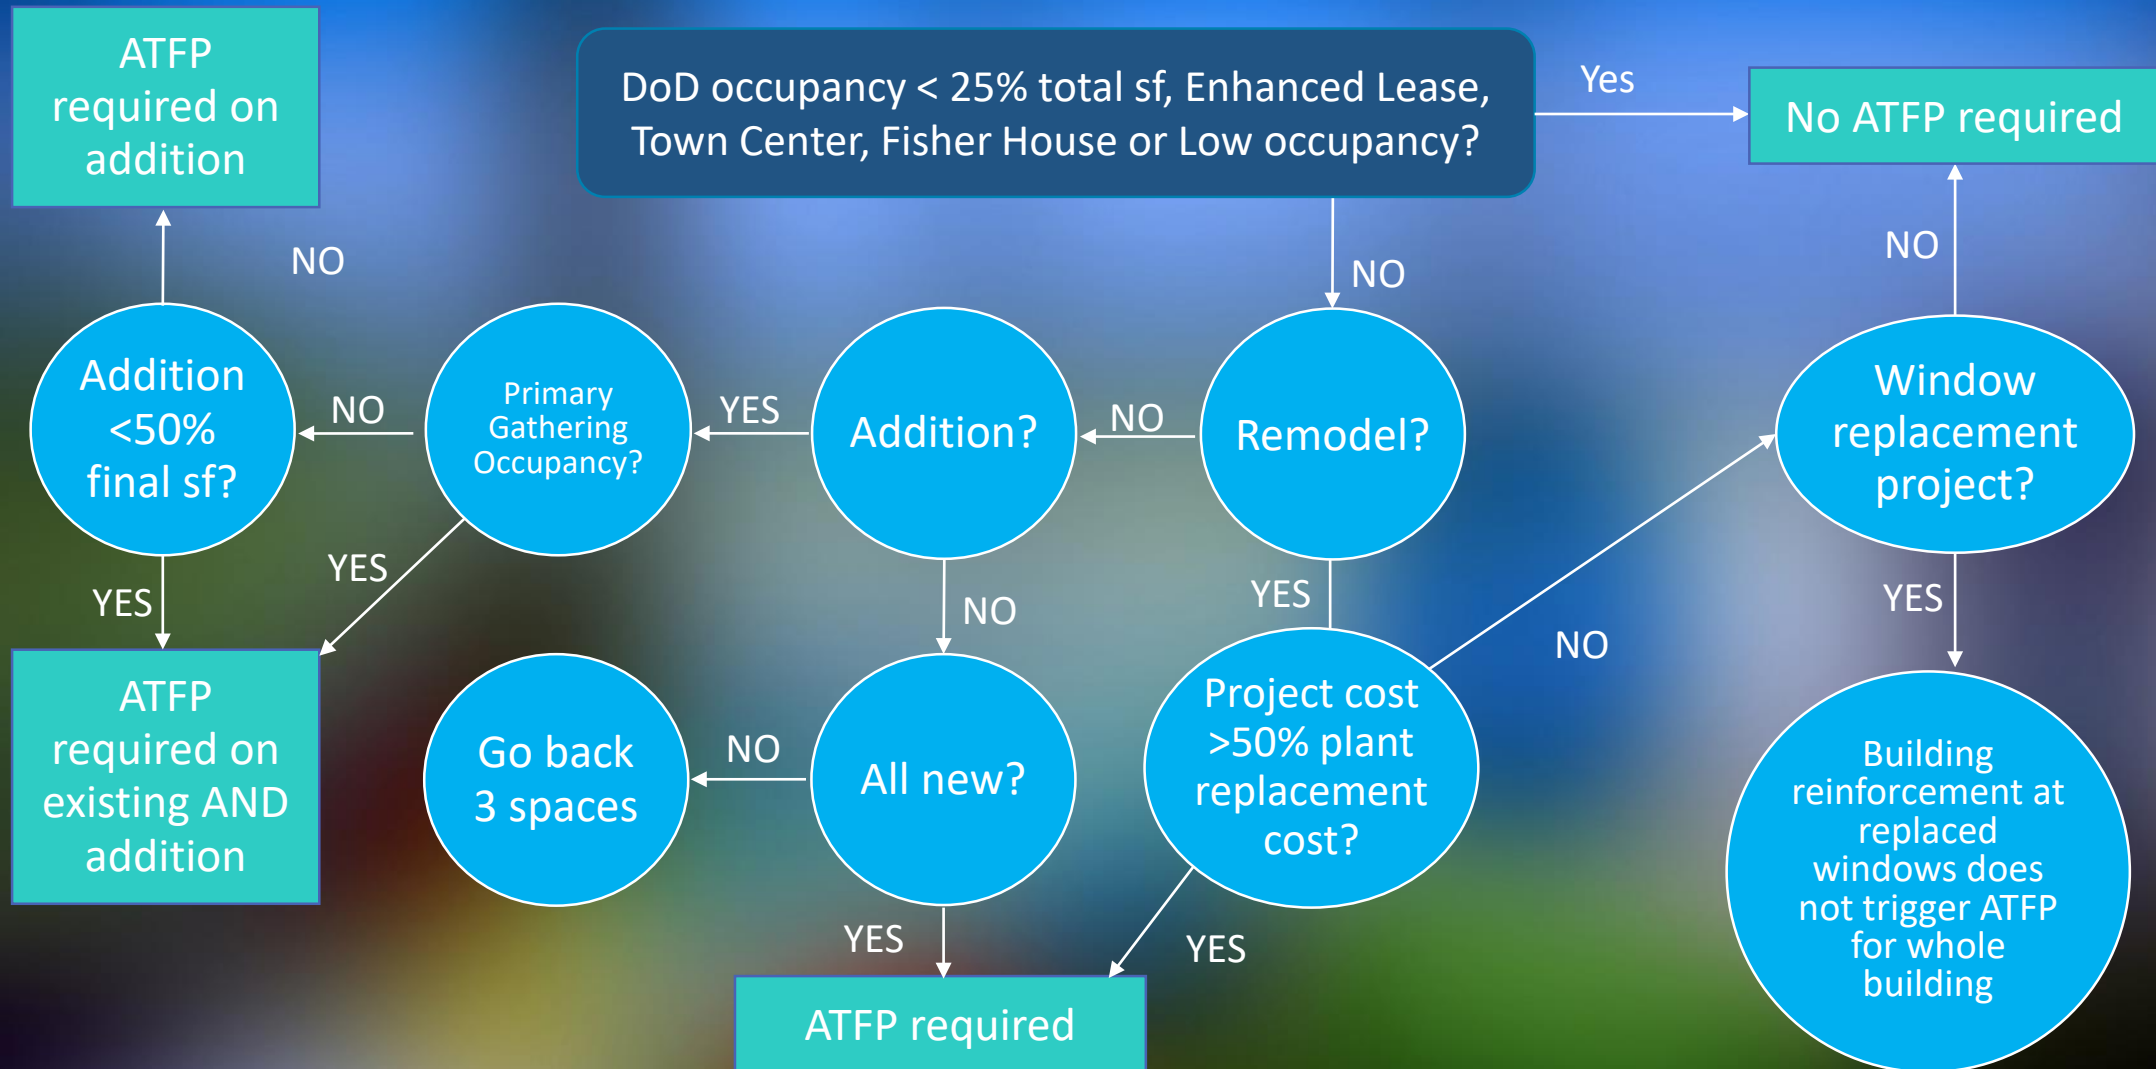 DoD occupancy < 25% total sf, Enhanced Lease,
Town Center, Fisher House or Low occupancy?
Yes
No ATFP required
NO
NO
ATFP
required on
addition
NO
Addition
<50%
final sf?
NO
Primary
Gathering
Occupancy?
YES
Addition?
NO
Remodel?
Window
replacement
project?
YES
YES
NO
YES
NO
YES
ATFP
required on
existing AND
addition
Go back
3 spaces
NO
All new?
Project cost
>50% plant
replacement
cost?
Building
reinforcement at
replaced
windows does
not trigger ATFP
for whole
building
YES
YES
ATFP required